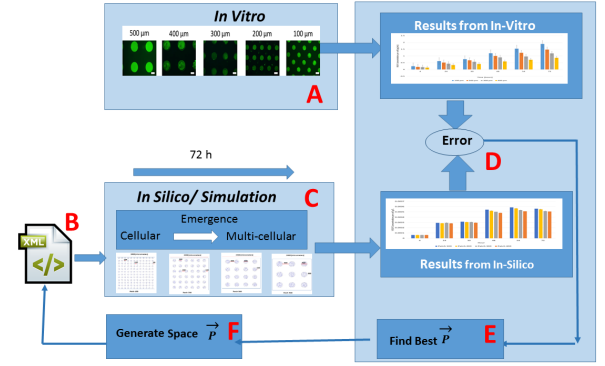 In Vitro
500 μm 400 μm 300 μm 200 μm 100 μm
A
Results from In-Vitro
Error
D
72 h
In Silico/ Simulation
C
Emergence
Cellular Multi-cellular
B
XML
</>
Results from In-Silico
Generate Space P
F
Find Best P
E